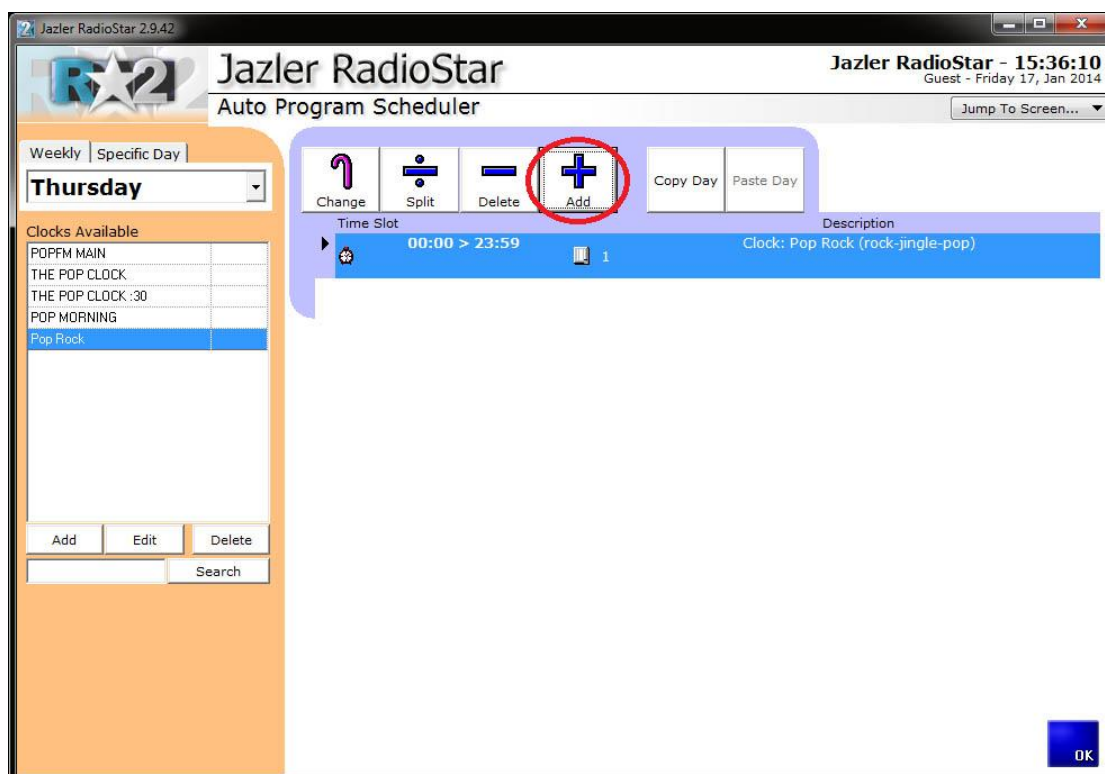 Jazler RadioStar 2.9.42
R 2
Jazler RadioStar
Jazler RadioStar - 15:36:10
Guest - Friday 17, Jan 2014
Auto Program Scheduler
Jump To Screen...
Weekly Specific Day
Thursday
Clocks Available
POPFM MAIN
THE POP CLOCK
THE POP CLOCK :30
POP MORNING
Pop Rock
Add Edit Delete
Search
Change Split Delete Add Copy Day Paste Day
Time Slot Description
00:00 > 23:59 1 Clock: Pop Rock (rock-jingle-pop)
OK